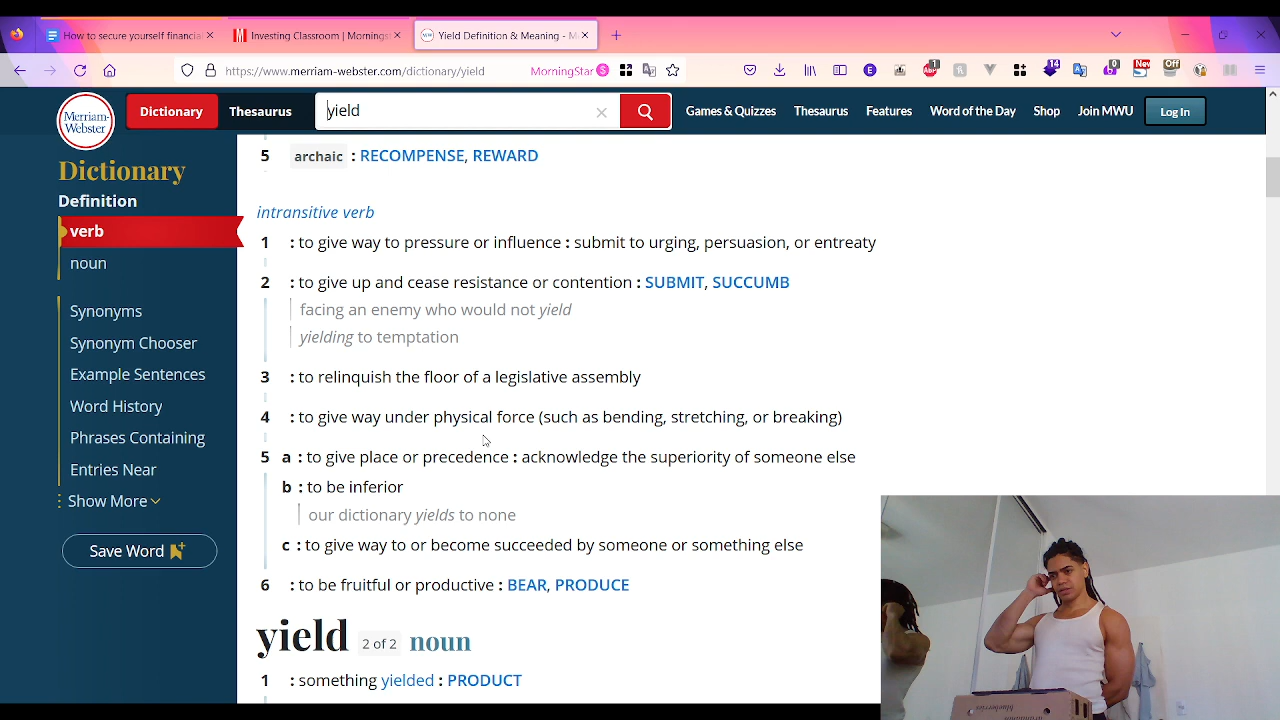 How to secure yourself financial
Investing Classroom | Mornings
Yield Definition & Meaning - Me
https://www.merriam-webster.com/dictionary/yield
MorningStar
S
New
14
Off
Merriam-
Webster
Dictionary
Thesaurus
yield
Games & Quizzes
Thesaurus
Features
Word of the Day
Shop
Join MWU
Log In
Dictionary
Definition
verb
noun
Synonyms
Synonym Chooser
Example Sentences
Word History
Phrases Containing
Entries Near
Show More
Save Word
5 archaic : RECOMPENSE, REWARD
intransitive verb
1 : to give way to pressure or influence : submit to urging, persuasion, or entreaty
2 : to give up and cease resistance or contention : SUBMIT, SUCCUMB
facing an enemy who would not yield
yielding to temptation
3 : to relinquish the floor of a legislative assembly
4 : to give way under physical force (such as bending, stretching, or breaking)
5 a : to give place or precedence : acknowledge the superiority of someone else
b : to be inferior
our dictionary yields to none
c : to give way to or become succeeded by someone or something else
6 : to be fruitful or productive : BEAR, PRODUCE
yield 2 of 2 noun
1 : something yielded : PRODUCT
blueberries